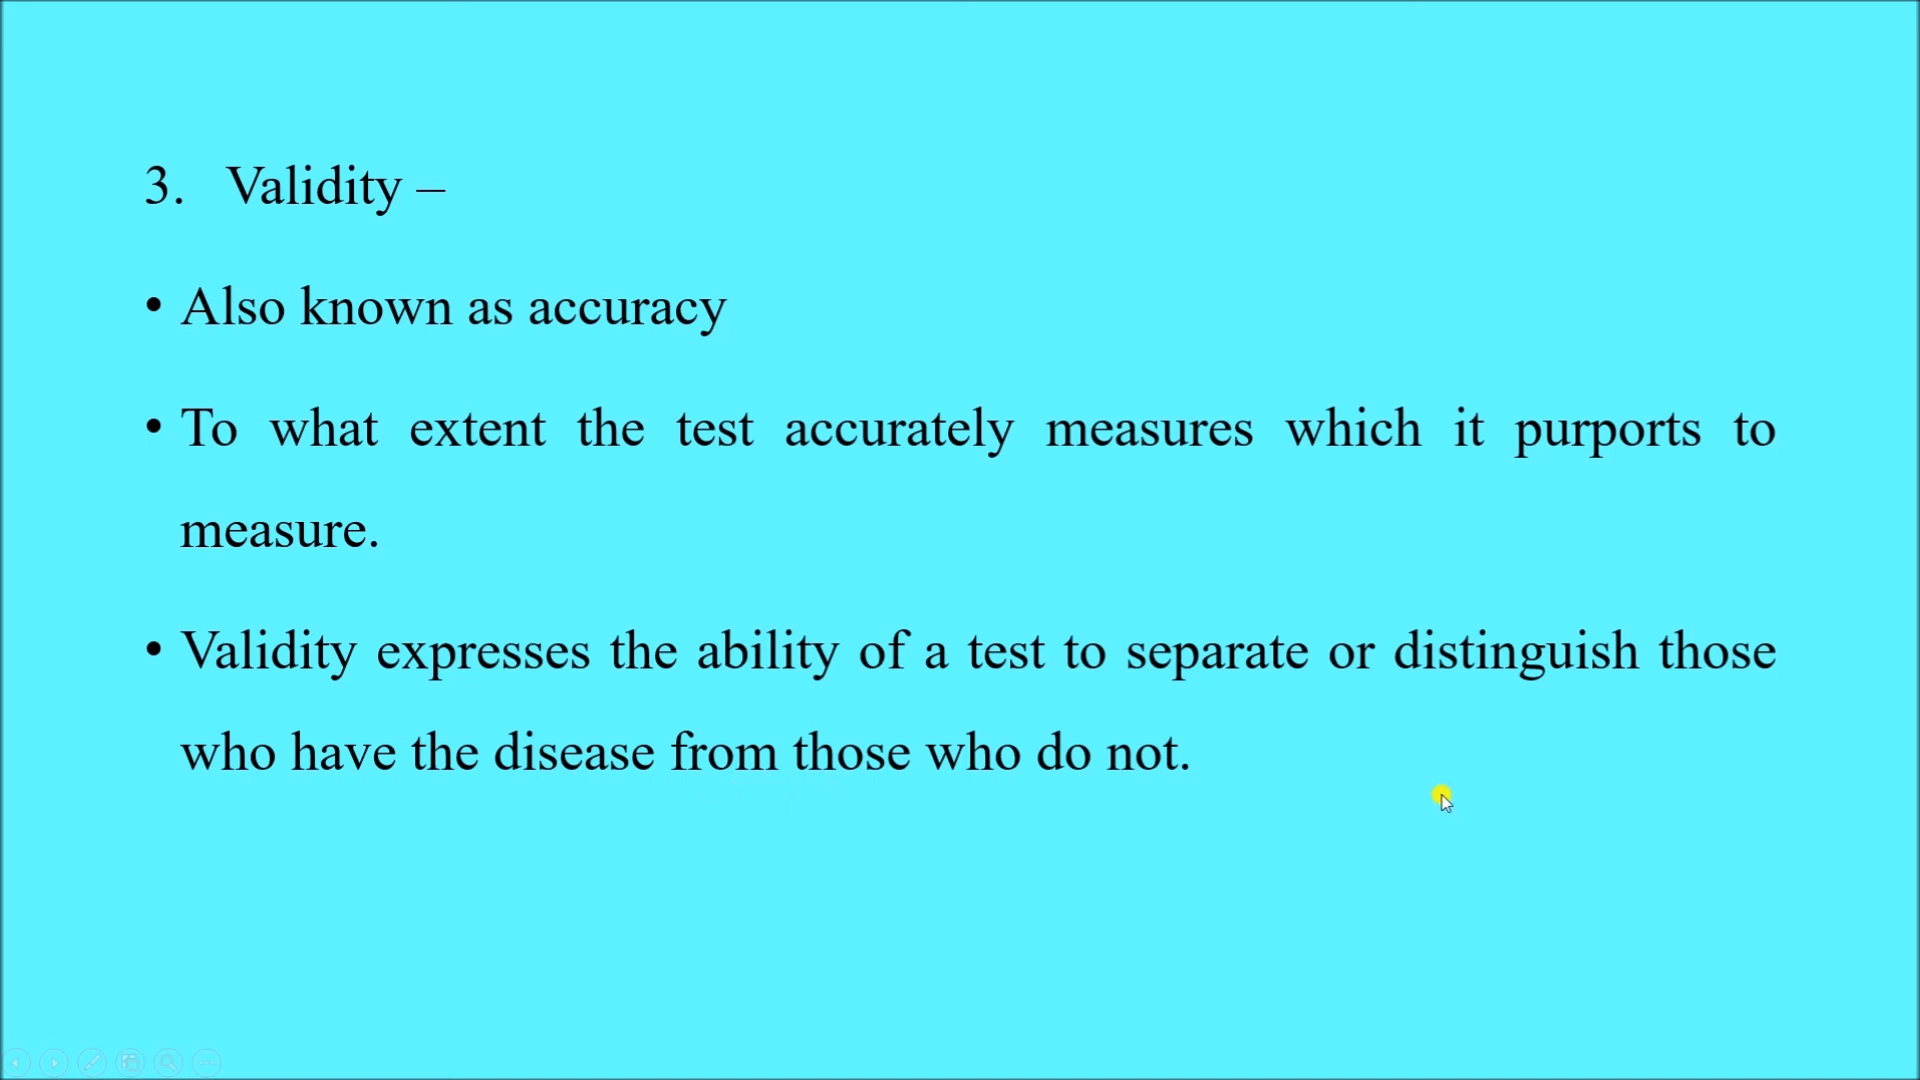 3. Validity –
• Also known as accuracy
• To what extent the test accurately measures which it purports to
measure.
• Validity expresses the ability of a test to separate or distinguish those
who have the disease from those who do not.